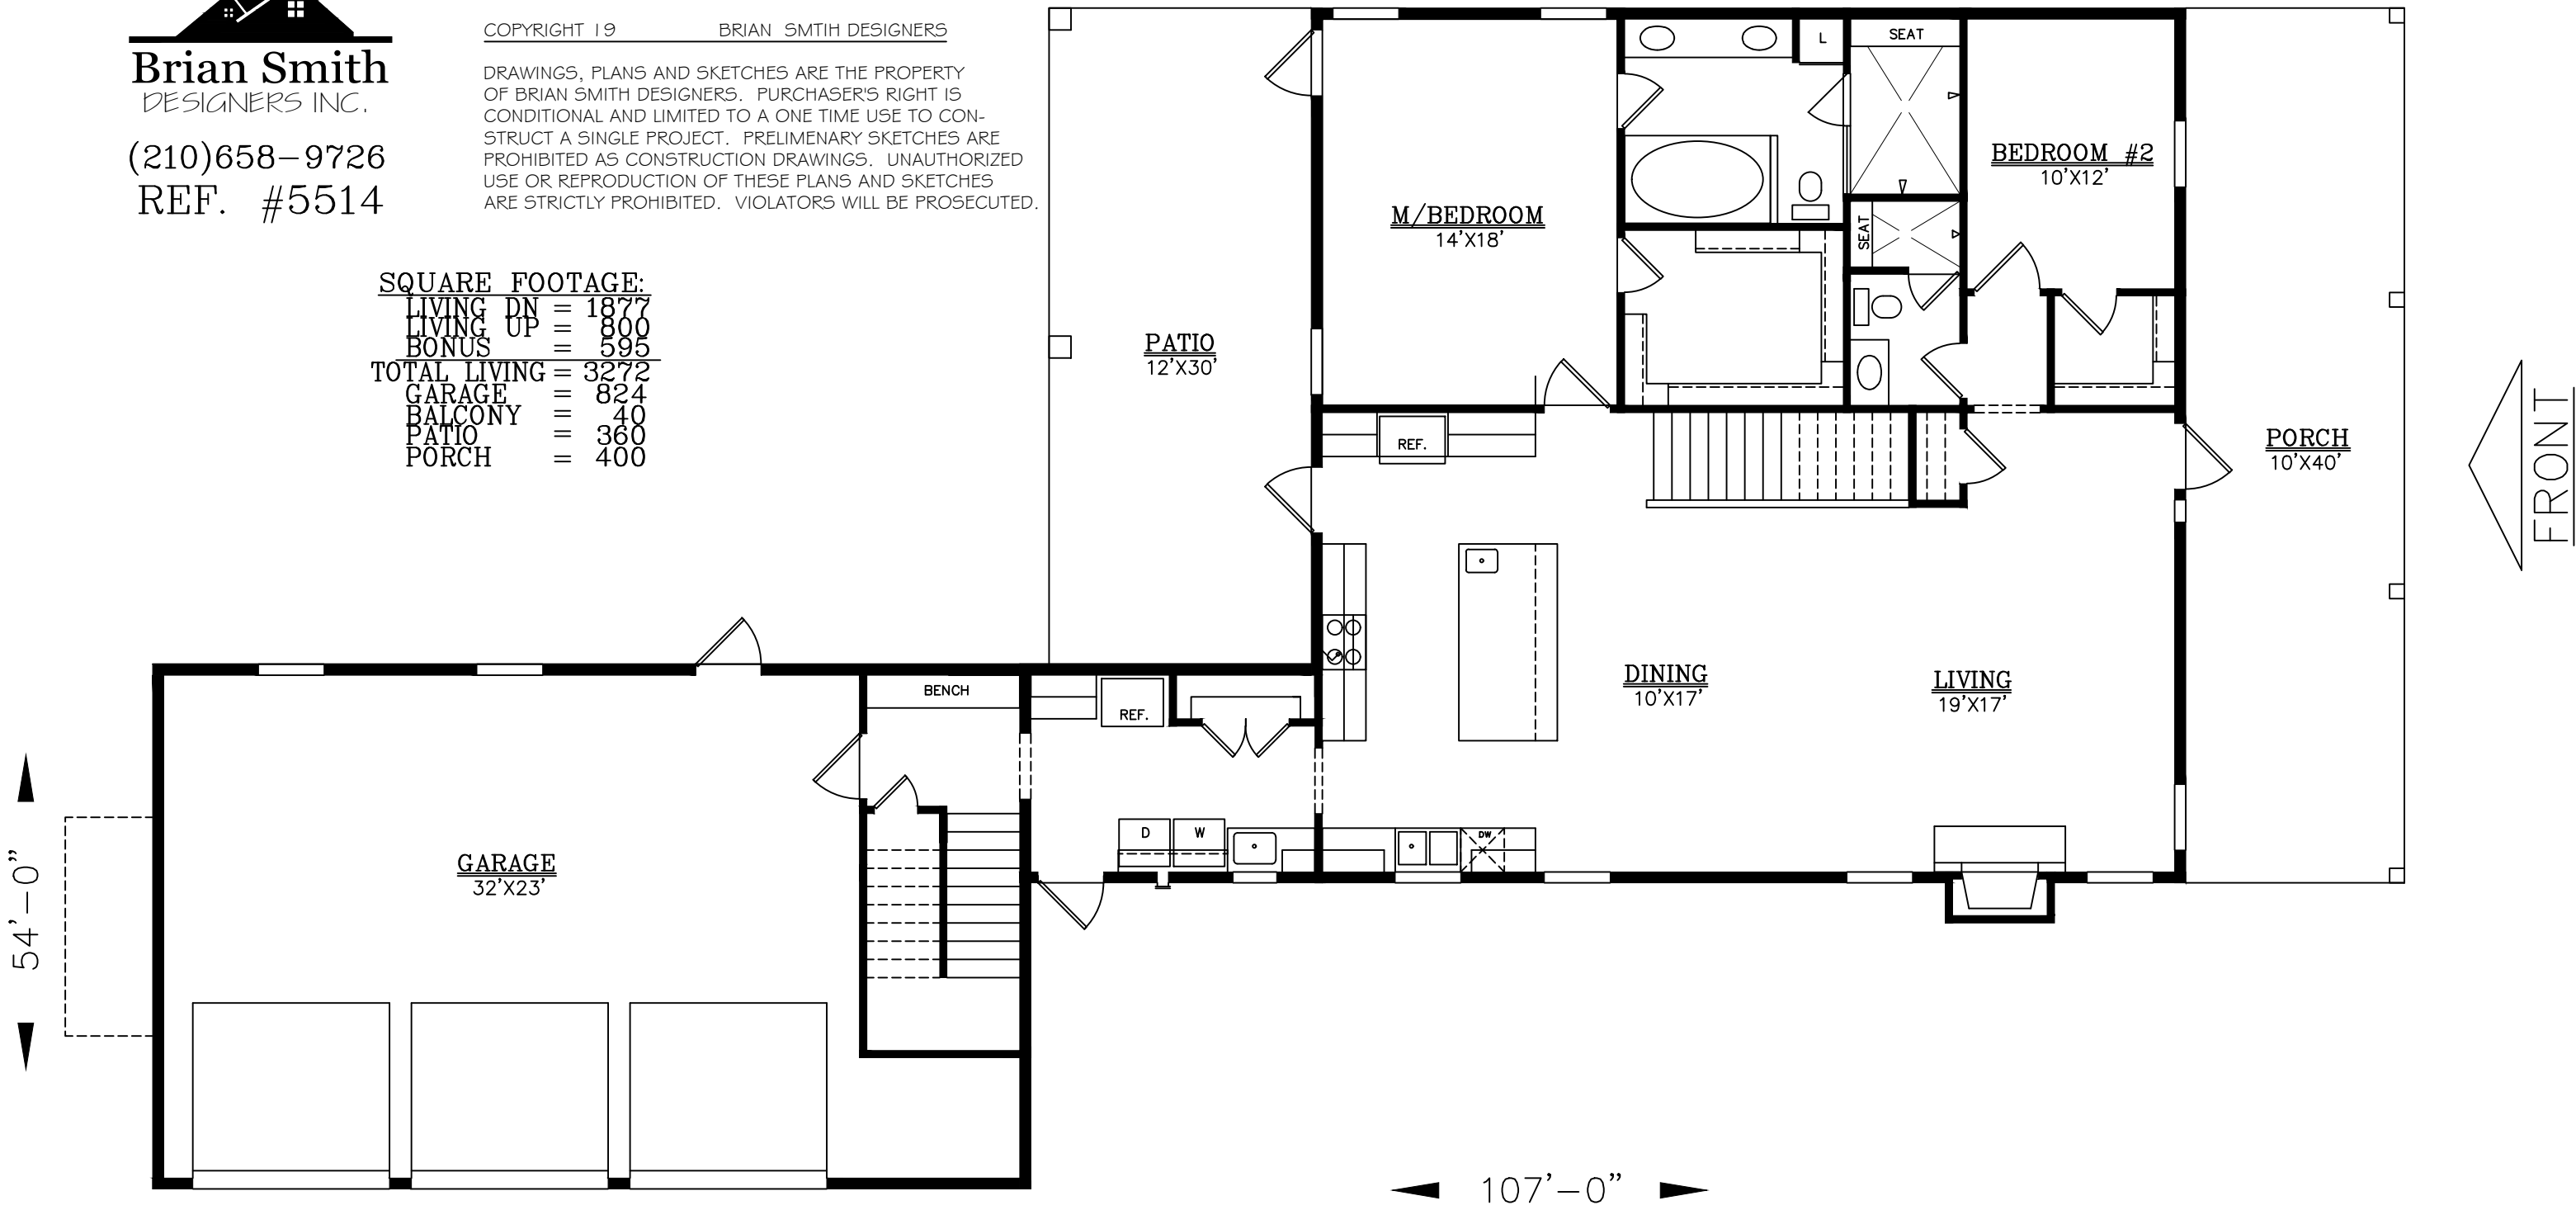 Brian Smith
DESIGNERS INC.
(210)658-9726
REF. #5514
COPYRIGHT 19 BRIAN SMTIH DESIGNERS
DRAWINGS, PLANS AND SKETCHES ARE THE PROPERTY
OF BRIAN SMITH DESIGNERS. PURCHASER'S RIGHT IS
CONDITIONAL AND LIMITED TO A ONE TIME USE TO CON-
STRUCT A SINGLE PROJECT. PRELIMENARY SKETCHES ARE
PROHIBITED AS CONSTRUCTION DRAWINGS. UNAUTHORIZED
USE OR REPRODUCTION OF THESE PLANS AND SKETCHES
ARE STRICTLY PROHIBITED. VIOLATORS WILL BE PROSECUTED.
SQUARE FOOTAGE:
LIVING DN = 1877
LIVING UP = 800
BONUS = 595
TOTAL LIVING = 3272
GARAGE = 824
BALCONY = 40
PATIO = 360
PORCH = 400
L
SEAT
BEDROOM #2
10'X12'
M/BEDROOM
14'X18'
SEAT
PATIO
12'X30'
REF.
PORCH
10'X40'
FRONT
DINING
10'X17'
LIVING
19'X17'
BENCH
REF.
D
W
DW
GARAGE
32'X23'
54'-0"
107'-0"